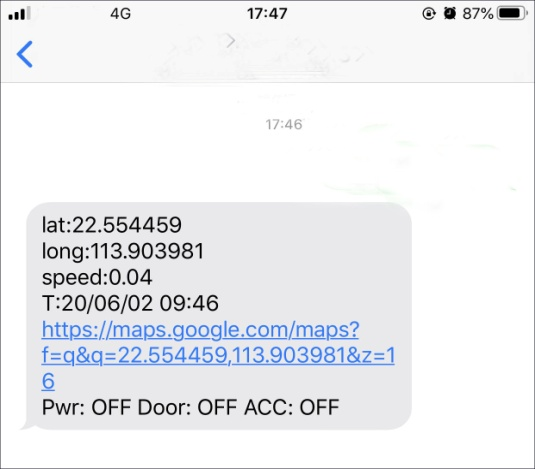 4G 17:47 87%
17:46
lat:22.554459
long:113.903981
speed:0.04
T:20/06/02 09:46
https://maps.google.com/maps?
f=q&q=22.554459,113.903981&z=1
6
Pwr: OFF Door: OFF ACC: OFF